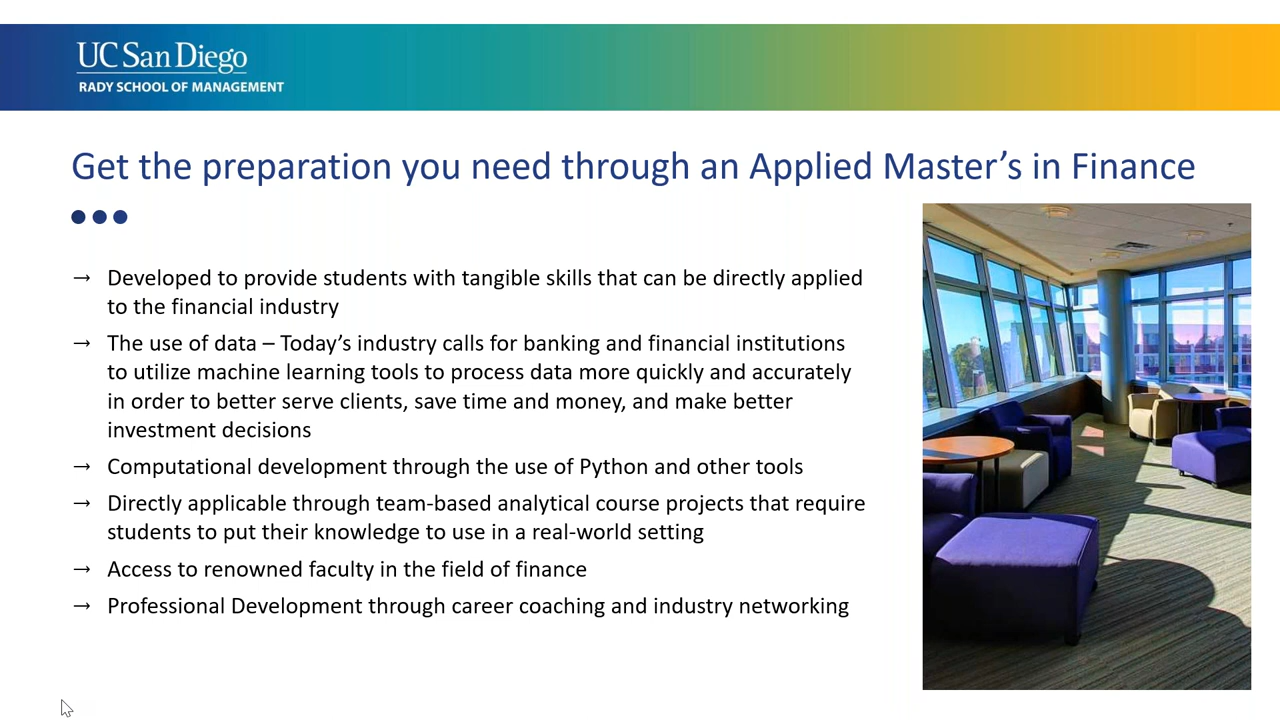 UC San Diego
RADY SCHOOL OF MANAGEMENT
Get the preparation you need through an Applied Master’s in Finance
→ Developed to provide students with tangible skills that can be directly applied
to the financial industry
→ The use of data – Today’s industry calls for banking and financial institutions
to utilize machine learning tools to process data more quickly and accurately
in order to better serve clients, save time and money, and make better
investment decisions
→ Computational development through the use of Python and other tools
→ Directly applicable through team-based analytical course projects that require
students to put their knowledge to use in a real-world setting
→ Access to renowned faculty in the field of finance
→ Professional Development through career coaching and industry networking